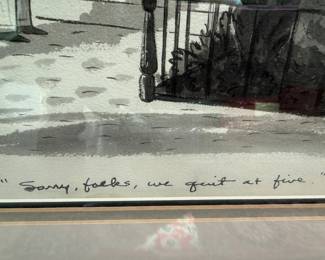 "Sorry, folks, we quit at five"